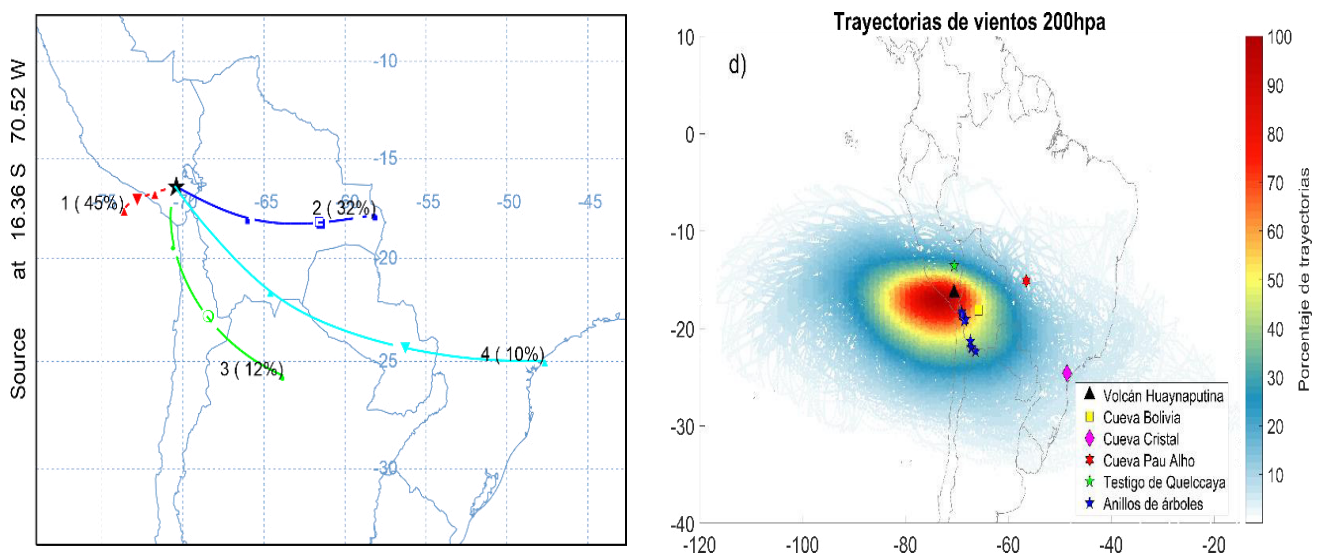 Source at 16.36 S 70.52 W
-10
-15
1 ( 45%)
-70
-65
-60
-55
-50
-45
2 ( 32%)
-20
-25
3 ( 12%)
4 ( 10%)
-30
Trayectorias de vientos 200hpa
d)
10
0
-10
-20
-30
-40
-120
-100
-80
-60
-40
-20
Volcán Huaynaputina
Cueva Bolivia
Cueva Cristal
Cueva Pau Alho
Testigo de Quelccaya
Anillos de árboles
100
90
80
70
60
50
40
30
20
10
Porcentaje de trayectorias